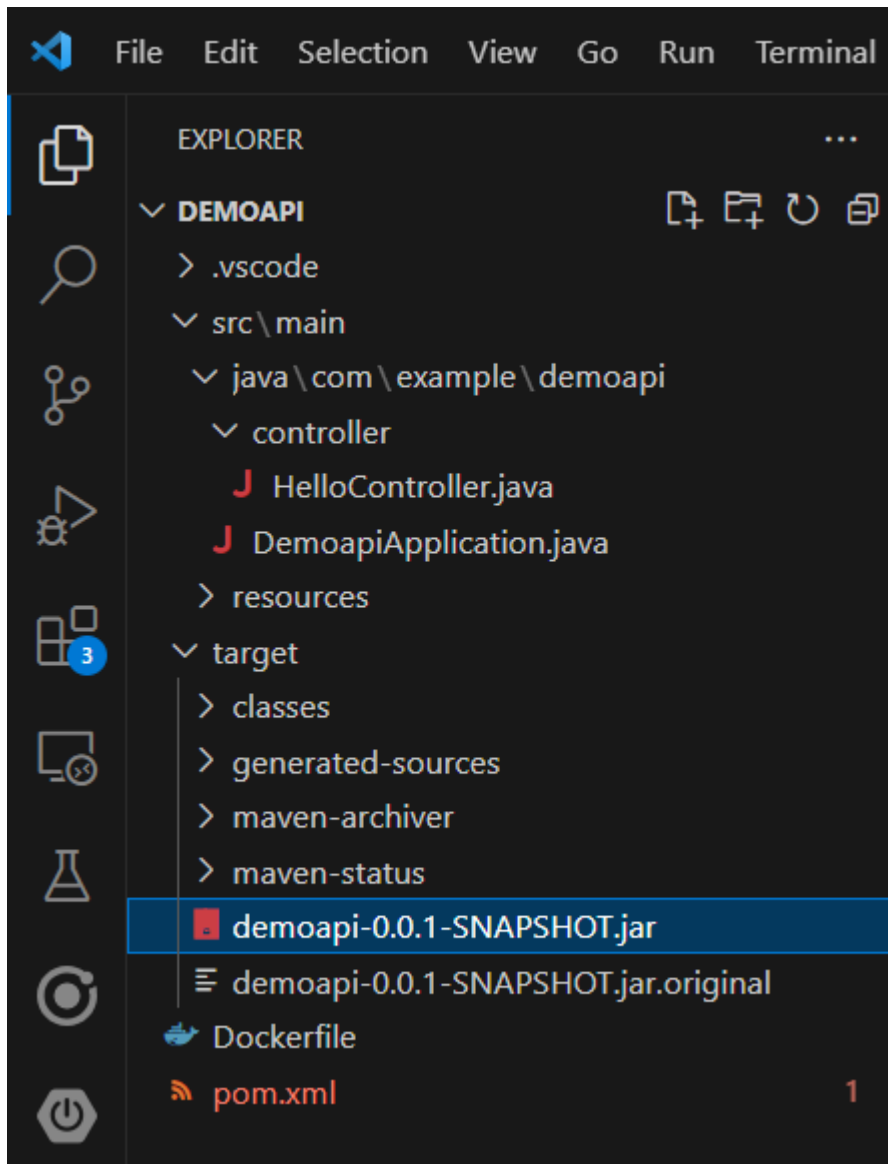 File Edit Selection View Go Run Terminal
EXPLORER
DEMOAPI
.vscode
src\main
java\com\example\demoapi
controller
J HelloController.java
J DemoapiApplication.java
resources
target
classes
3
generated-sources
maven-archiver
maven-status
demoapi-0.0.1-SNAPSHOT.jar
demoapi-0.0.1-SNAPSHOT.jar.original
Dockerfile
pom.xml 1